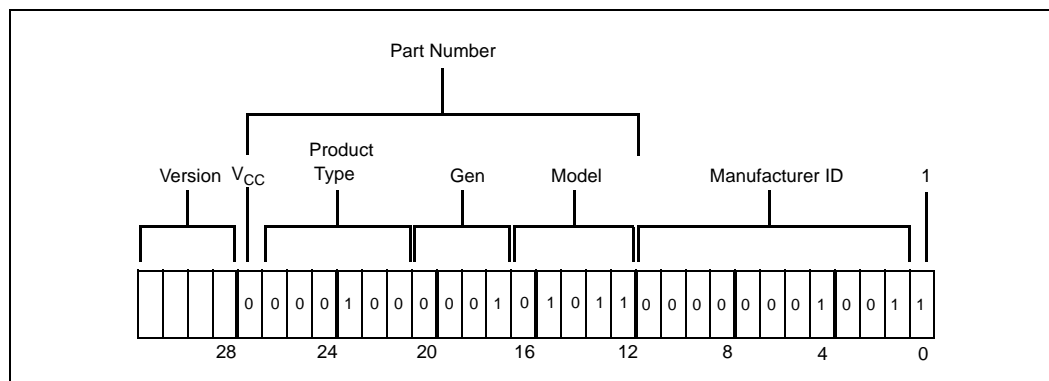 Part Number
Product
Version V_CC Type Gen Model Manufacturer ID 1
0 0 0 0 1 0 0 0 0 0 1 0 1 0 1 1 0 0 0 0 0 0 0 1 0 0 1 1
28 24 20 16 12 8 4 0